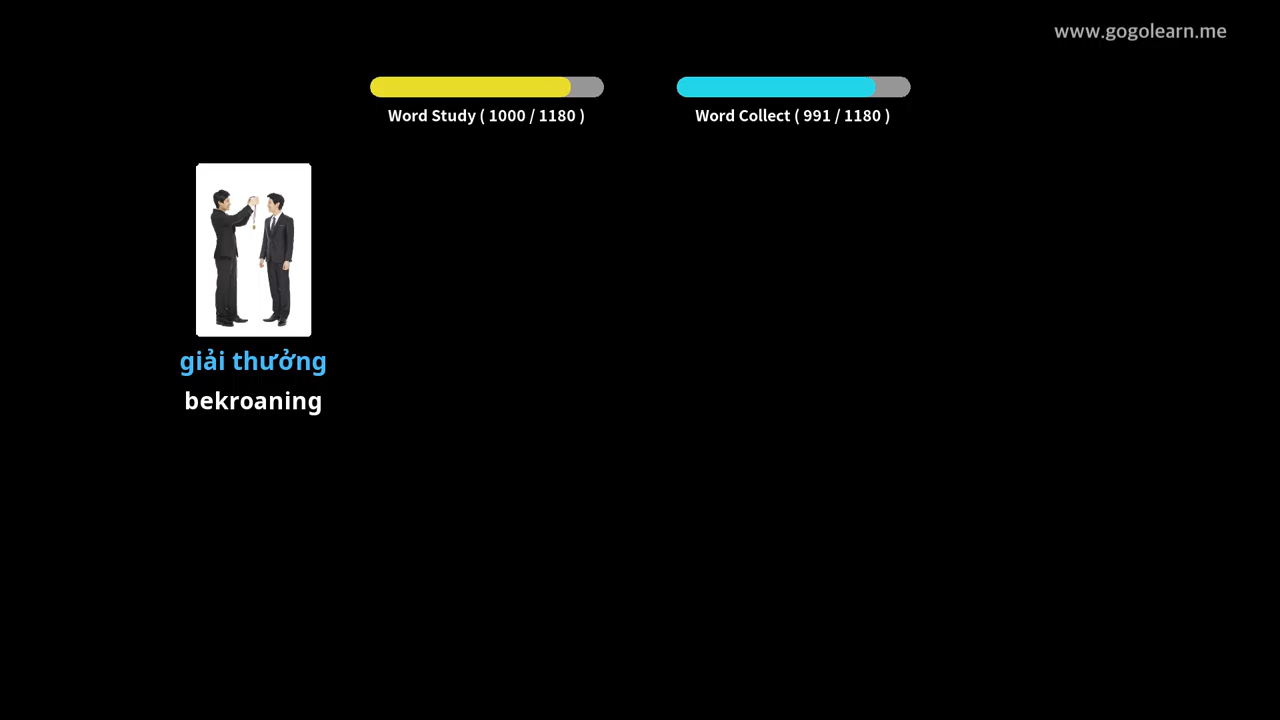 www.gogolearn.me
Word Study ( 1000 / 1180 )
Word Collect ( 991 / 1180 )
giải thưởng
bekroaning